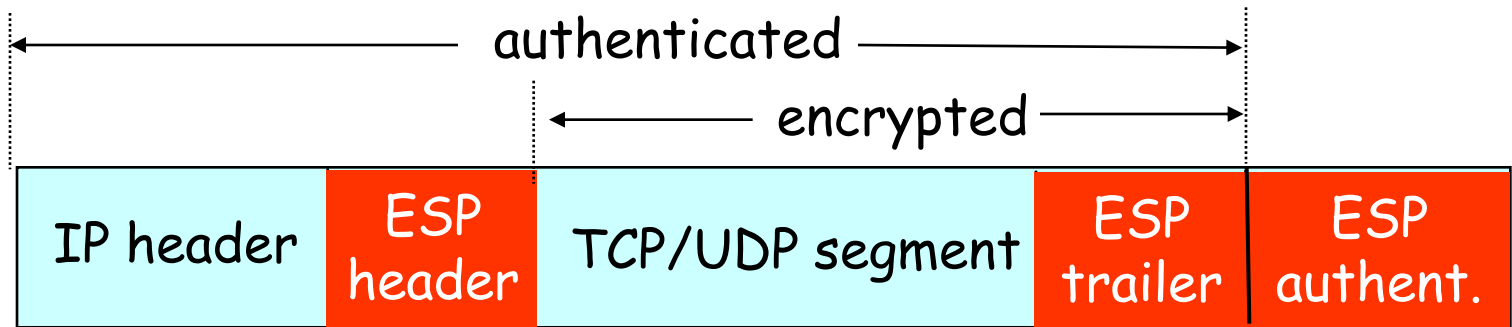 authenticated
encrypted
IP header
ESP
header
TCP/UDP segment
ESP
trailer
ESP
authent.